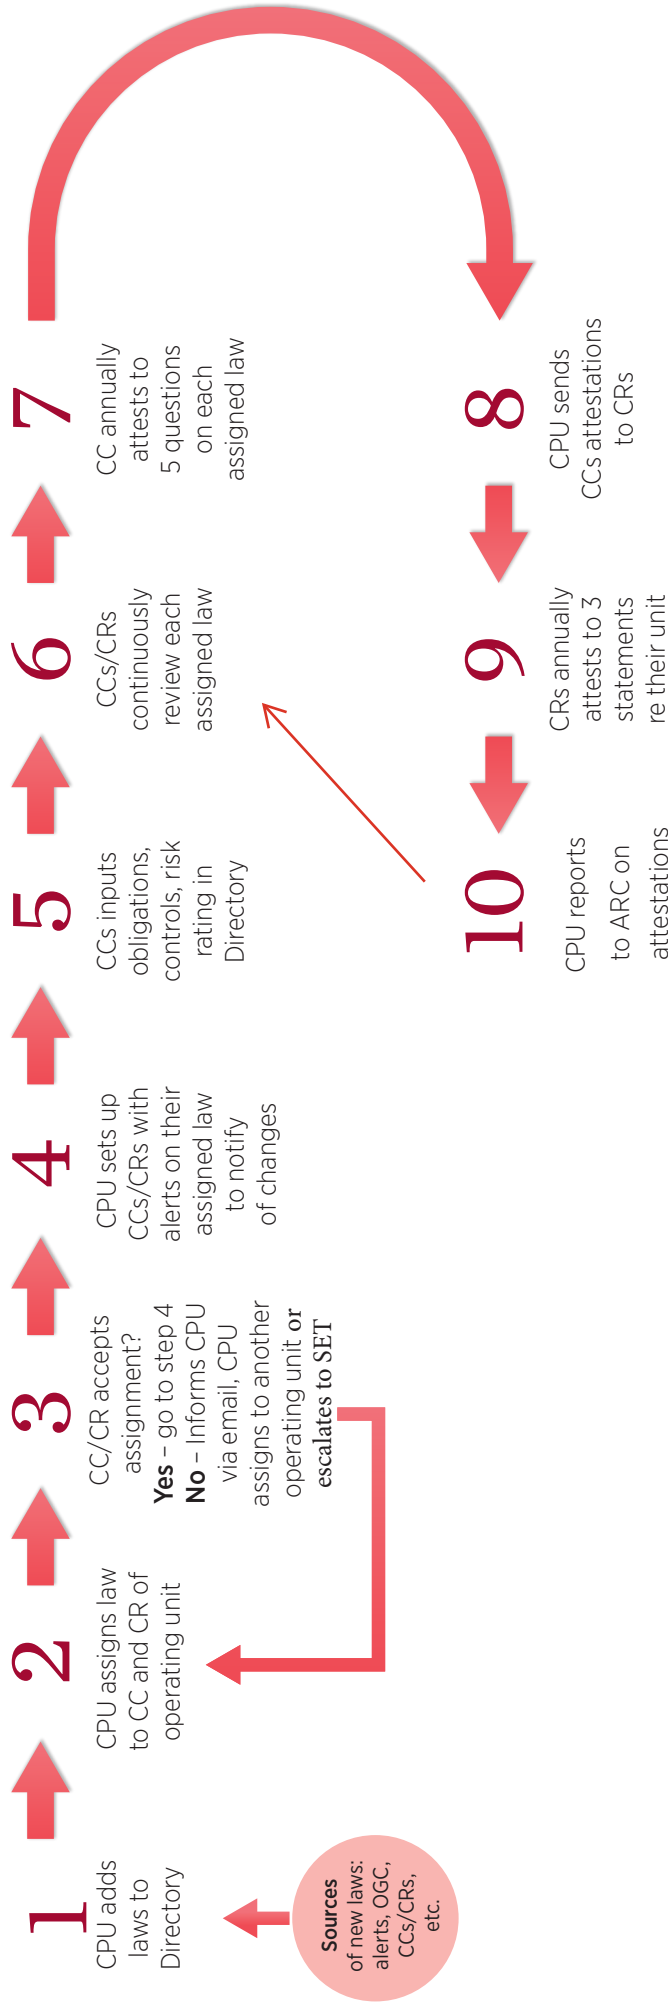 1
CPU adds
laws to
Directory
Sources
of new laws:
alerts, OGC,
CCs/CRs,
etc.
2
CPU assigns law
to CC and CR of
operating unit
3
CC/CR accepts
assignment?
Yes – go to step 4
No – Informs CPU
via email, CPU
assigns to another
operating unit or
escalates to SET
4
CPU sets up
CCs/CRs with
alerts on their
assigned law
to notify
of changes
5
CCs inputs
obligations,
controls, risk
rating in
Directory
6
CCs/CRs
continuously
review each
assigned law
7
CC annually
attests to
5 questions
on each
assigned law
8
CPU sends
CCs attestations
to CRs
9
CRs annually
attests to 3
statements
re their unit
10
CPU reports
to ARC on
attestations